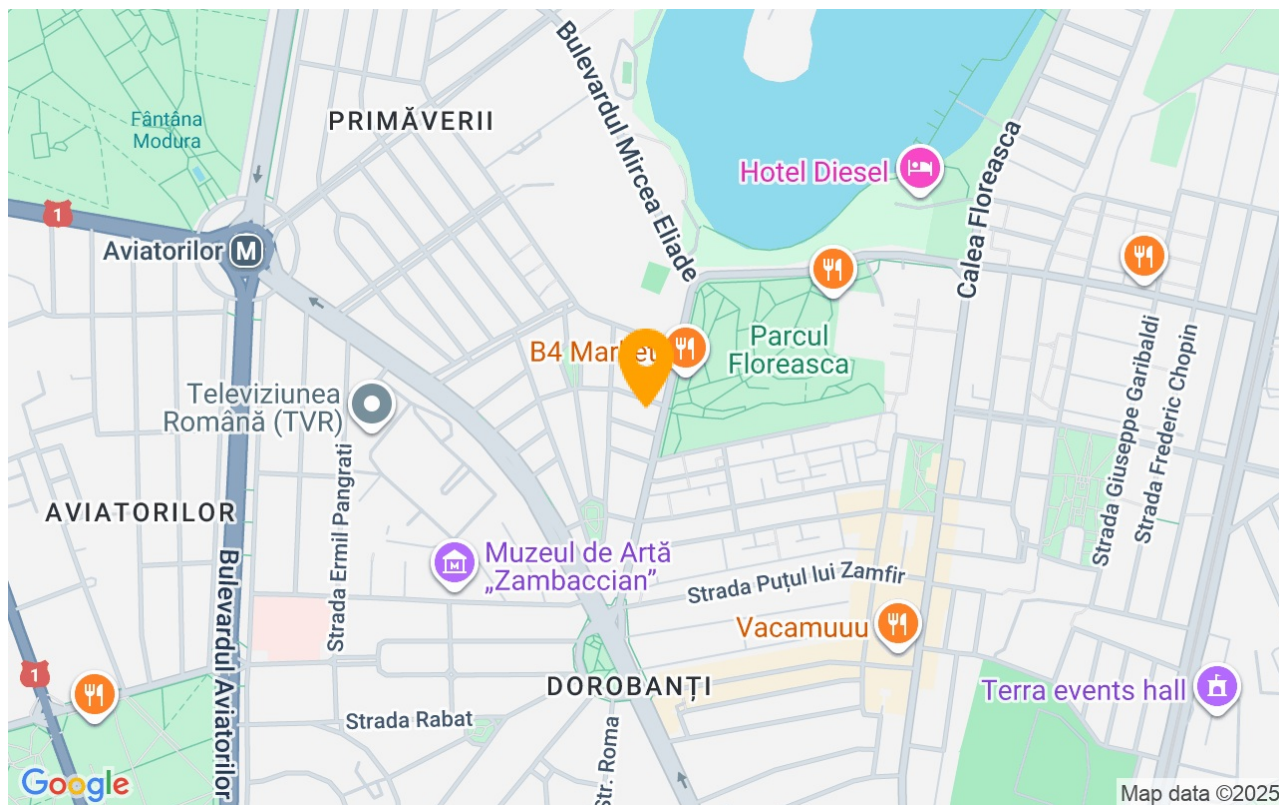 Fântâna
Modura
PRIMĂVERII
Bulevardul Mircea Eliade
Hotel Diesel
Calea Floreasca
1
Aviatorilor M
B4 Market
Parcul
Floreasca
Strada Giuseppe Garibaldi
Strada Frederic Chopin
Televiziunea
Română (TVR)
Strada Ermil Pangrati
AVIATORILOR
Bulevardul Aviatorilor
Muzeul de Artă
„Zambaccian”
Strada Puțul lui Zamfir
Vacamuuu
1
DOROBANȚI
Terra events hall
Strada Rabat
Str. Roma
Google
Map data ©2025